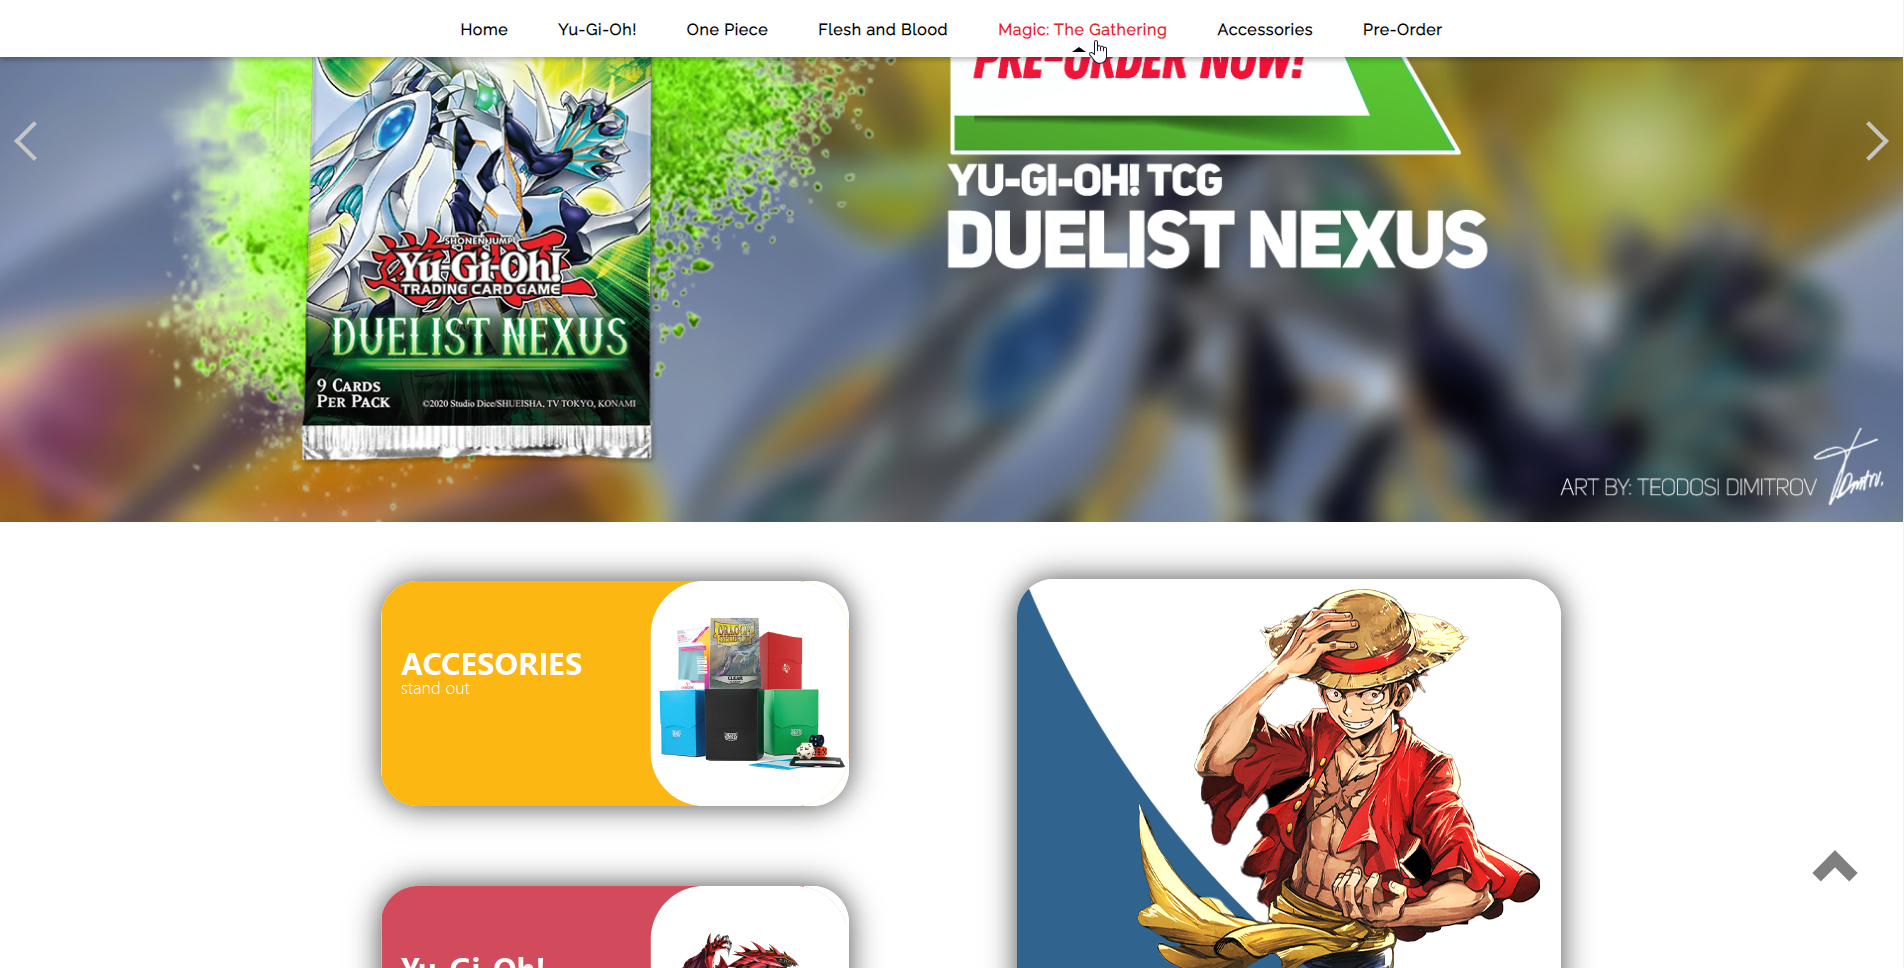 Home
Yu-Gi-Oh!
One Piece
Flesh and Blood
Magic: The Gathering
Accessories
Pre-Order
PRE-ORDER NOW!
YU-GI-OH! TCG
DUELIST NEXUS
SHONEN JUMP
Yu-Gi-Oh!
TRADING CARD GAME
DUELIST NEXUS
9 CARDS
PER PACK
©2020 Studio Dice/SHUEISHA, TV TOKYO, KONAMI
ART BY: TEODOSI DIMITROV
ACCESORIES
stand out
Yu-Gi-Oh!